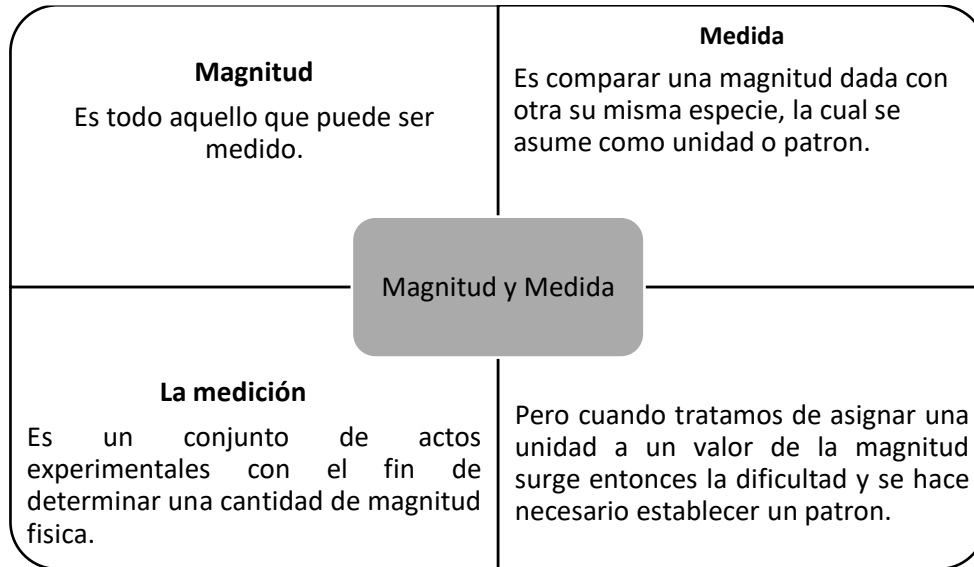 Magnitud
Es todo aquello que puede ser
medido.
Medida
Es comparar una magnitud dada con
otra su misma especie, la cual se
asume como unidad o patron.
Magnitud y Medida
La medición
Es un conjunto de actos
experimentales con el fin de
determinar una cantidad de magnitud
fisica.
Pero cuando tratamos de asignar una
unidad a un valor de la magnitud
surge entonces la dificultad y se hace
necesario establecer un patron.